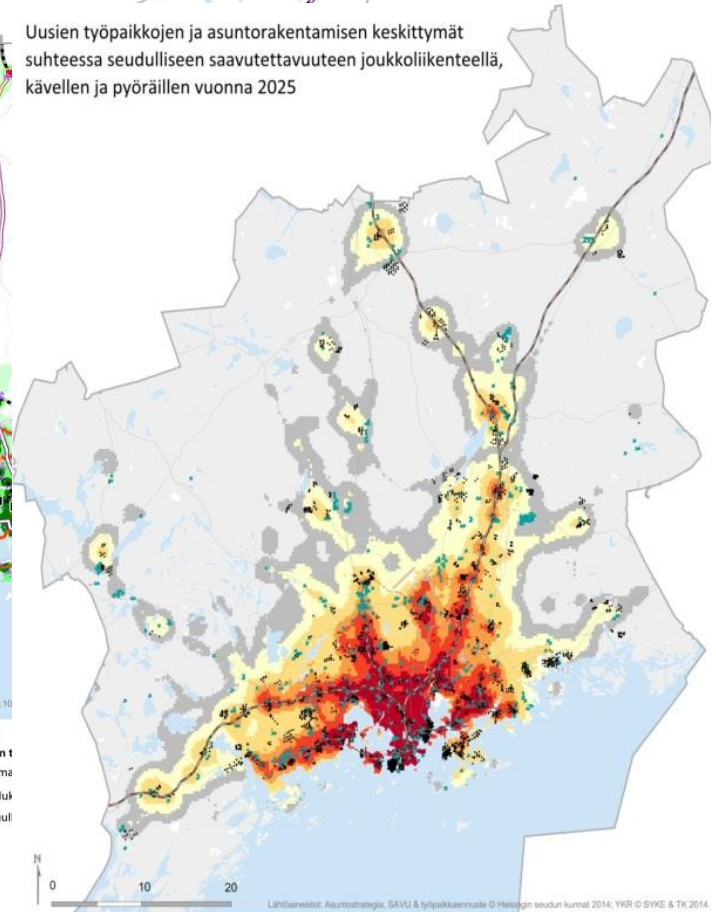 Uusien työpaikkojen ja asuntorakentamisen keskittymät
suhteessa seudulliseen saavutettavuuteen joukkoliikenteellä,
kävellen ja pyöräillen vuonna 2025
N
0 10 20
Lähtöaineistot: Asuntostrategia, SAVU & työpaikkaennuste © Helsingin seudun kunnat 2014; YKR © SYKE & TK 2014.